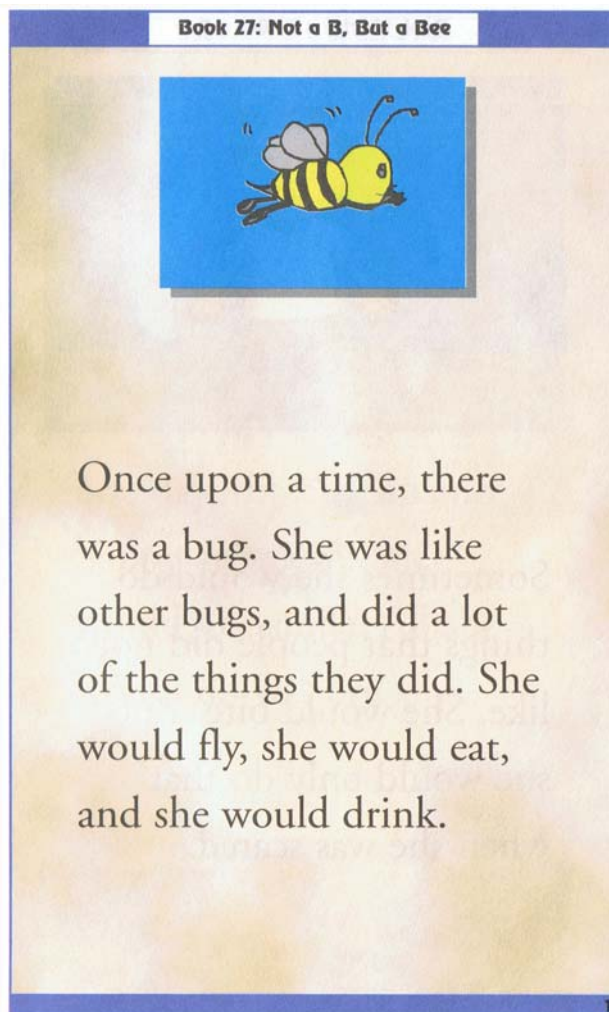 Book 27: Not a B, But a Bee
Once upon a time, there
was a bug. She was like
other bugs, and did a lot
of the things they did. She
would fly, she would eat,
and she would drink.